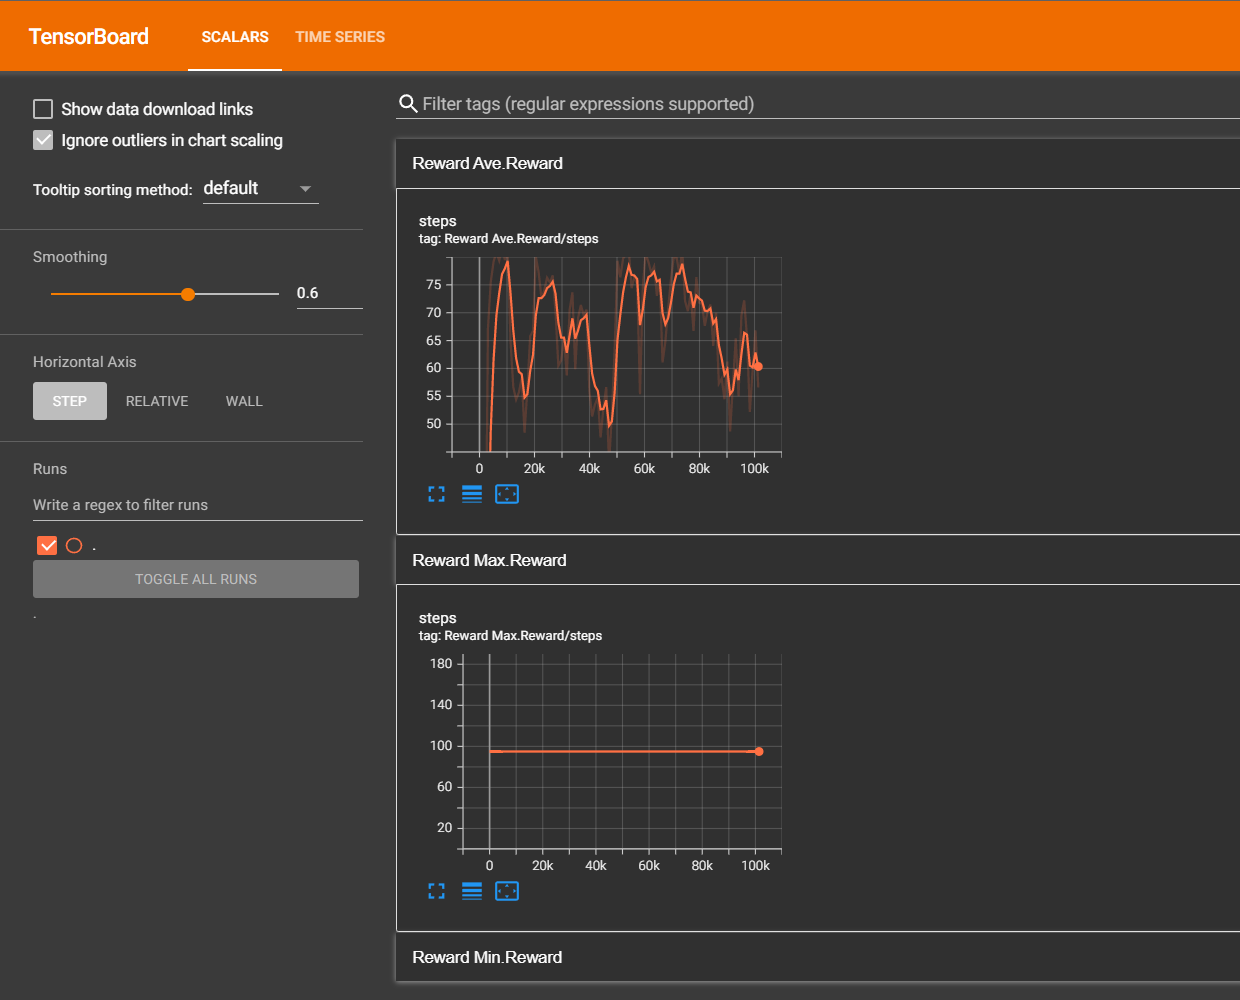 TensorBoard SCALARS TIME SERIES
Show data download links
Ignore outliers in chart scaling
Tooltip sorting method: default
Smoothing
0.6
Horizontal Axis
STEP RELATIVE WALL
Runs
Write a regex to filter runs
.
TOGGLE ALL RUNS
.
Filter tags (regular expressions supported)
Reward Ave.Reward
steps
tag: Reward Ave.Reward/steps
75
70
65
60
55
50
0 20k 40k 60k 80k 100k
Reward Max.Reward
steps
tag: Reward Max.Reward/steps
180
140
100
60
20
0 20k 40k 60k 80k 100k
Reward Min.Reward